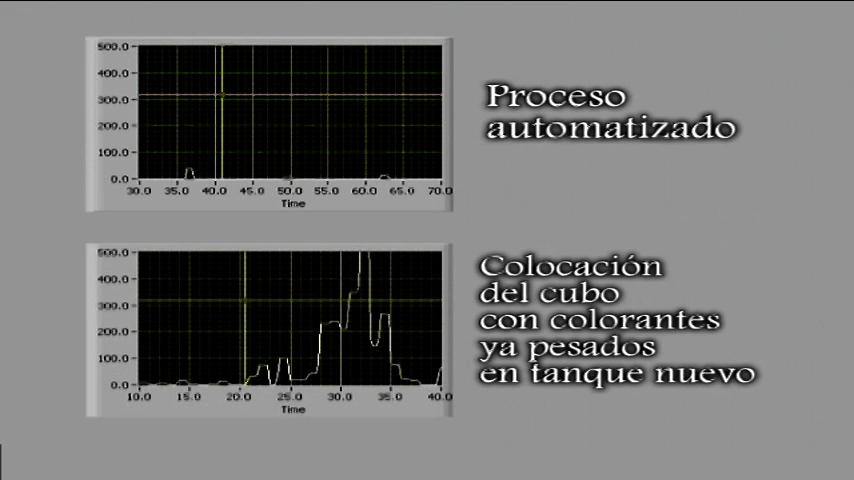 500.0
400.0
300.0
200.0
100.0
0.0
30.0 35.0 40.0 45.0 50.0 55.0 60.0 65.0 70.0
Time
Proceso
automatizado
500.0
400.0
300.0
200.0
100.0
0.0
10.0 15.0 20.0 25.0 30.0 35.0 40.0
Time
Colocación
del cubo
con colorantes
ya pesados
en tanque nuevo